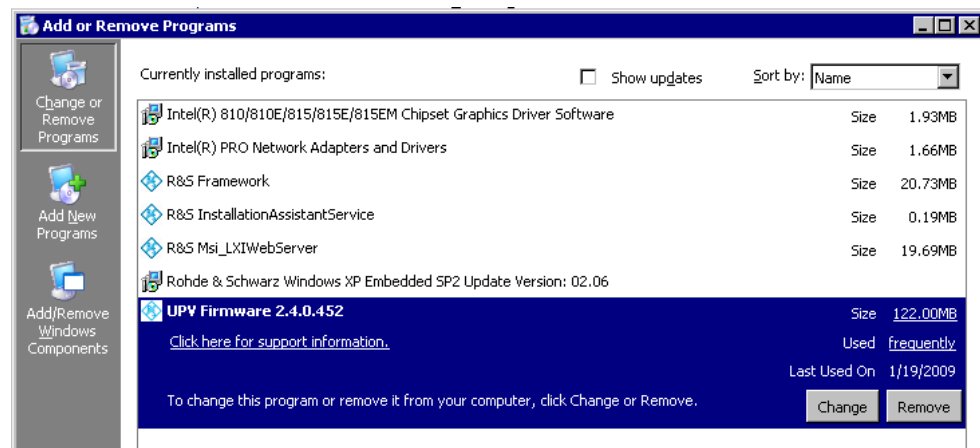 Add or Remove Programs
Change or
Remove
Programs
Add New
Programs
Add/Remove
Windows
Components
Currently installed programs:
Show updates
Sort by: Name
Intel(R) 810/810E/815/815E/815EM Chipset Graphics Driver Software Size 1.93MB
Intel(R) PRO Network Adapters and Drivers Size 1.66MB
R&S Framework Size 20.73MB
R&S InstallationAssistantService Size 0.19MB
R&S Msi_LXIWebServer Size 19.69MB
Rohde & Schwarz Windows XP Embedded SP2 Update Version: 02.06
UPV Firmware 2.4.0.452 Size 122.00MB
Click here for support information. Used frequently
Last Used On 1/19/2009
To change this program or remove it from your computer, click Change or Remove. Change Remove